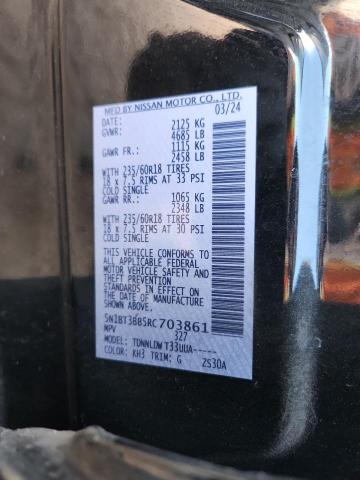 MFD BY NISSAN MOTOR CO., LTD.
DATE: 03/24
GVWR: 2125 KG
4685 LB
GAWR FR: 1115 KG
2458 LB
WITH 235/60R18 TIRES
18 x 7.5 RIMS AT 33 PSI
COLD SINGLE
GAWR RR: 1065 KG
2348 LB
WITH 235/60R18 TIRES
18 x 7.5 RIMS AT 30 PSI
COLD SINGLE
THIS VEHICLE CONFORMS TO
ALL APPLICABLE FEDERAL
MOTOR VEHICLE SAFETY
AND THEFT PREVENTION
STANDARDS IN EFFECT ON
THE DATE OF MANUFACTURE
SHOWN ABOVE.
5N1BT3BB5RC703861
MPV 327
MODEL: TDNNLDWT33UUA-----
COLOR: KH3 TRIM: G 2S30A